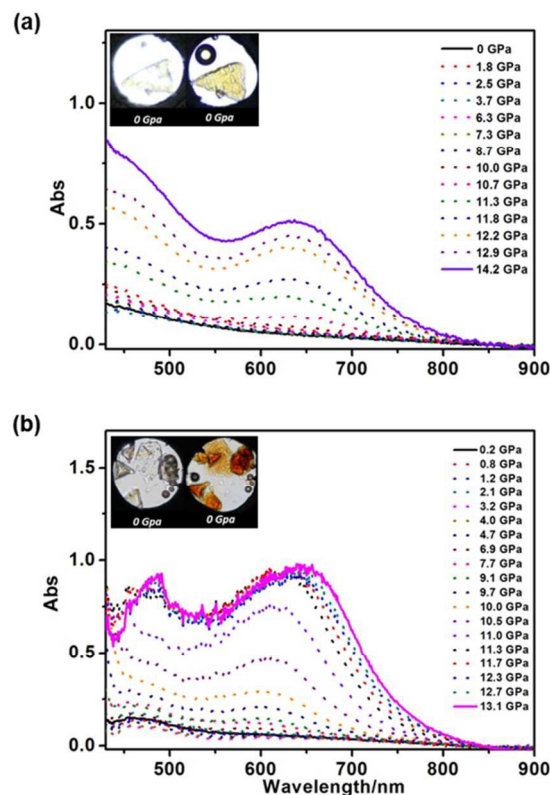 (a)
0 Gpa 0 Gpa
0 GPa
1.8 GPa
2.5 GPa
3.7 GPa
6.3 GPa
7.3 GPa
8.7 GPa
10.0 GPa
10.7 GPa
11.3 GPa
11.8 GPa
12.2 GPa
12.9 GPa
14.2 GPa
Abs
1.0
0.5
0.0
500 600 700 800 900
(b)
0 Gpa 0 Gpa
0.2 GPa
0.8 GPa
1.2 GPa
2.1 GPa
3.2 GPa
4.0 GPa
4.7 GPa
6.9 GPa
7.7 GPa
9.1 GPa
9.7 GPa
10.0 GPa
10.5 GPa
11.0 GPa
11.3 GPa
11.7 GPa
12.3 GPa
12.7 GPa
13.1 GPa
Abs
1.5
1.0
0.5
0.0
500 600 700 800 900
Wavelength/nm